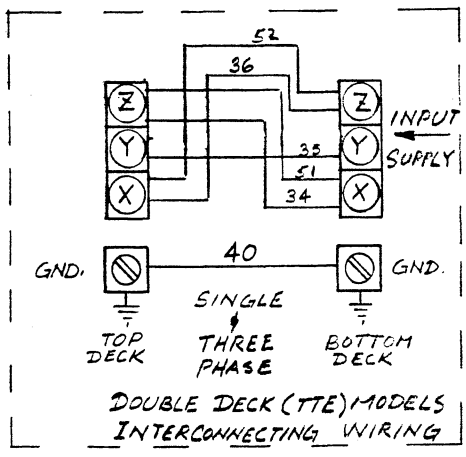 52
36
Z
Z
INPUT
Y
35
Y
SUPPLY
51
X
34
X
GND.
40
GND.
SINGLE
&
TOP
DECK
THREE
PHASE
BOTTOM
DECK
DOUBLE DECK (TTE) MODELS
INTERCONNECTING WIRING